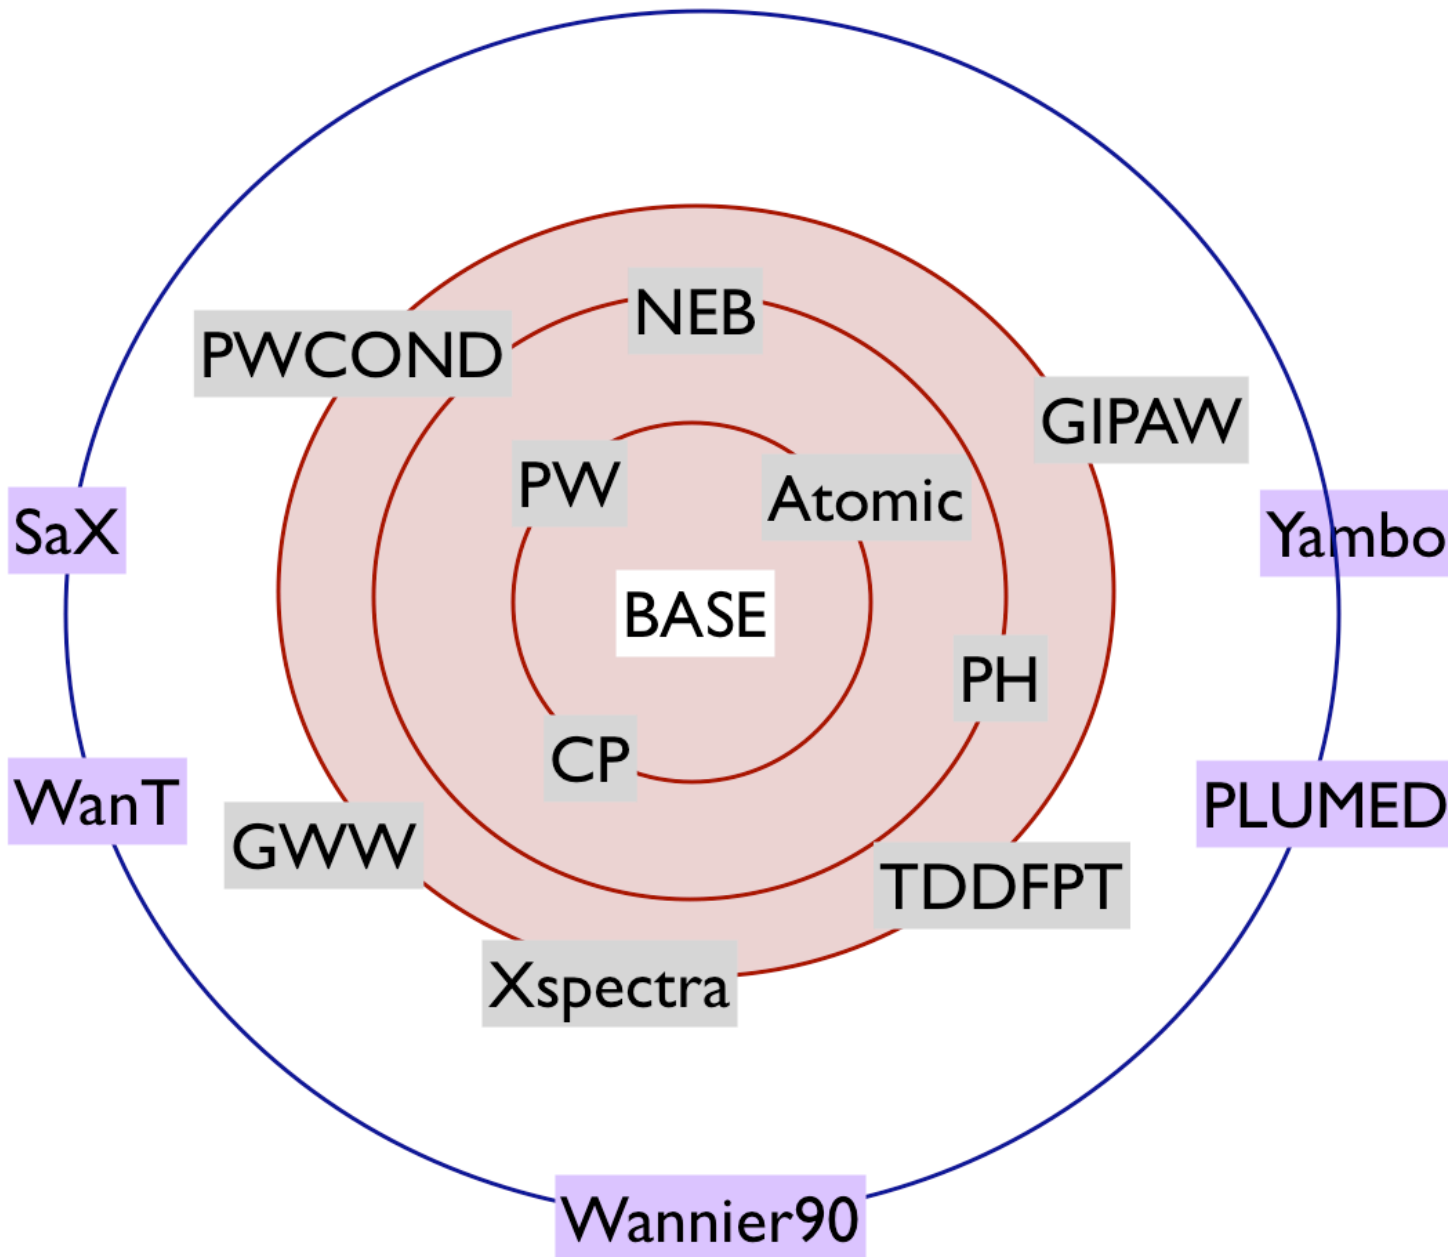 NEB
PWCOND
GIPAW
PW
Atomic
SaX
Yambo
BASE
PH
CP
WanT
PLUMED
GWW
TDDFPT
Xspectra
Wannier90